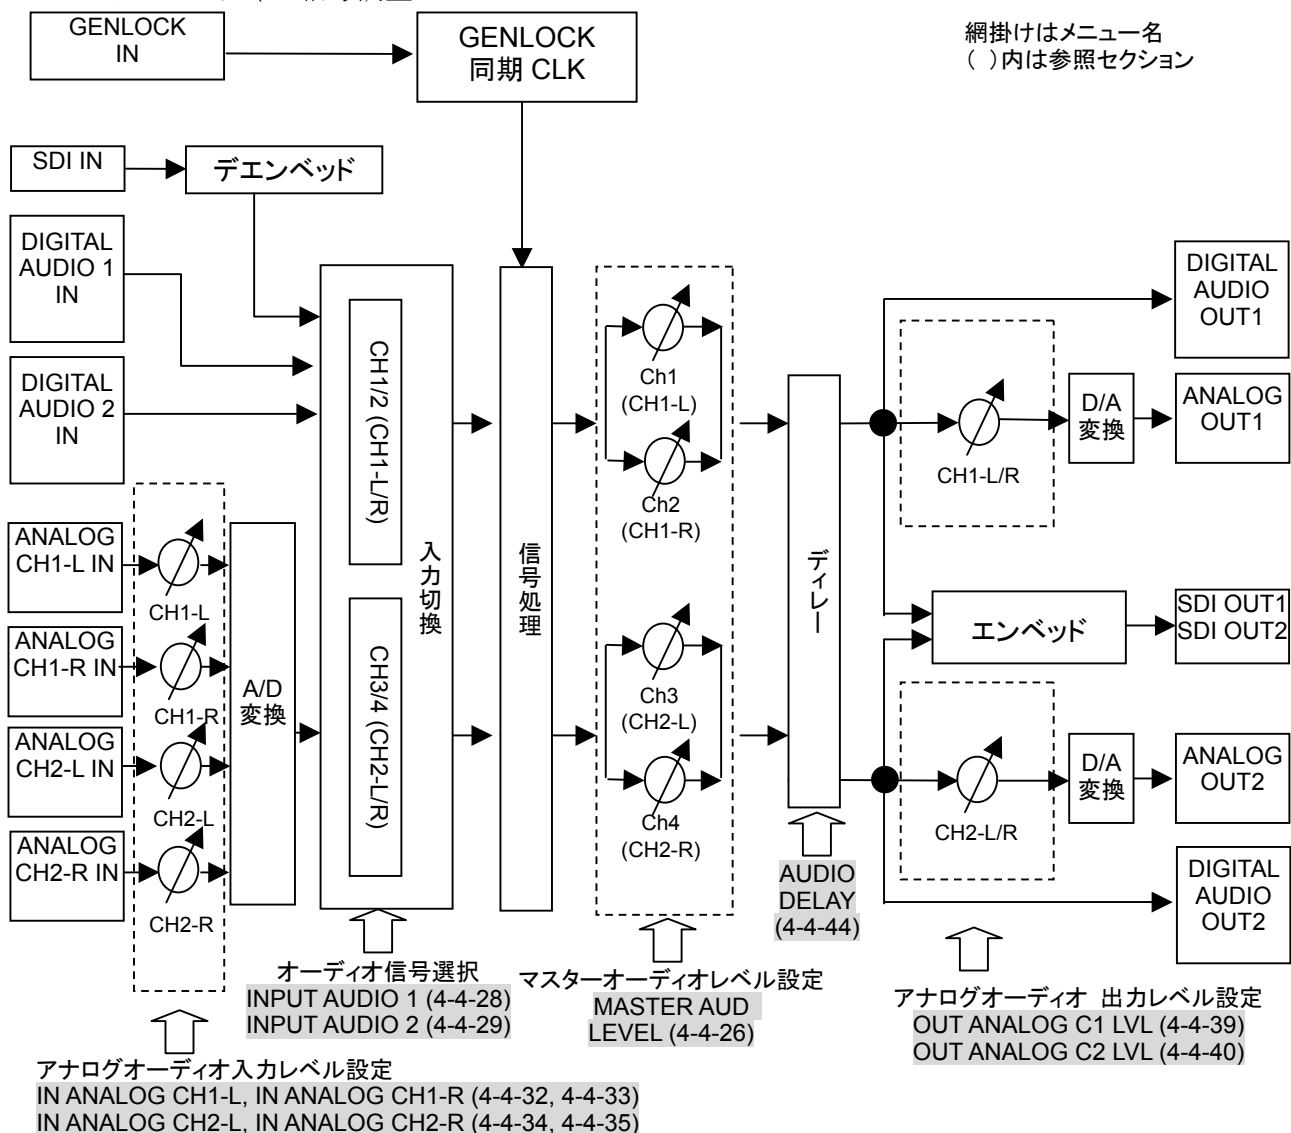 GENLOCK
IN
GENLOCK
同期 CLK
網掛けはメニュー名
( )内は参照セクション
SDI IN
デエンベッド
DIGITAL
AUDIO 1
IN
DIGITAL
AUDIO 2
IN
ANALOG
CH1-L IN
ANALOG
CH1-R IN
ANALOG
CH2-L IN
ANALOG
CH2-R IN
CH1-L
CH1-R
CH2-L
CH2-R
A/D
変換
CH1/2 (CH1-L/R)
CH3/4 (CH2-L/R)
入力切換
信号処理
Ch1
(CH1-L)
Ch2
(CH1-R)
Ch3
(CH2-L)
Ch4
(CH2-R)
ディレー
CH1-L/R
D/A
変換
エンベッド
CH2-L/R
D/A
変換
DIGITAL
AUDIO
OUT1
ANALOG
OUT1
SDI OUT1
SDI OUT2
ANALOG
OUT2
DIGITAL
AUDIO
OUT2
AUDIO
DELAY
(4-4-44)
オーディオ信号選択
INPUT AUDIO 1 (4-4-28)
INPUT AUDIO 2 (4-4-29)
マスターオーディオレベル設定
MASTER AUD
LEVEL (4-4-26)
アナログオーディオ 出力レベル設定
OUT ANALOG C1 LVL (4-4-39)
OUT ANALOG C2 LVL (4-4-40)
アナログオーディオ入力レベル設定
IN ANALOG CH1-L, IN ANALOG CH1-R (4-4-32, 4-4-33)
IN ANALOG CH2-L, IN ANALOG CH2-R (4-4-34, 4-4-35)